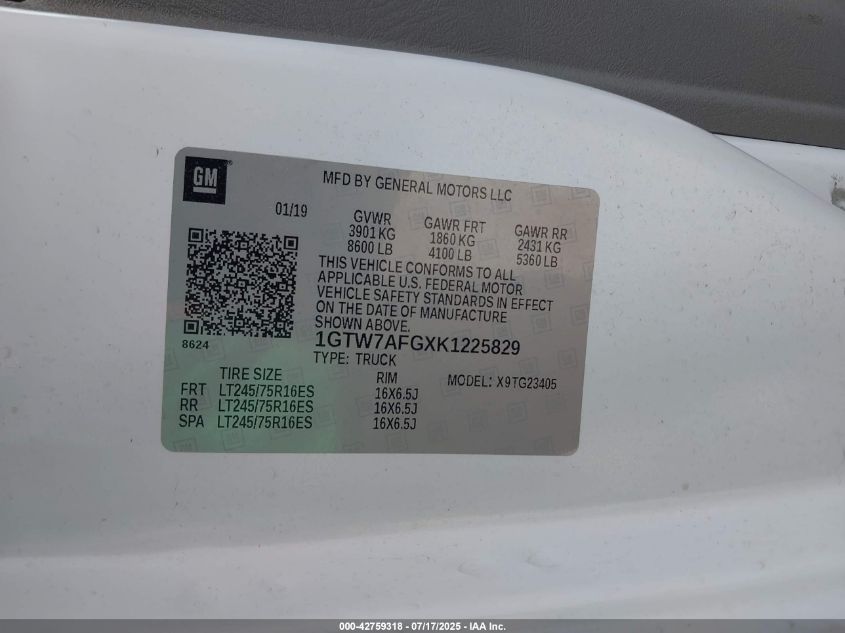 GM
MFD BY GENERAL MOTORS LLC
01/19
GVWR GAWR FRT GAWR RR
3901 KG 1860 KG 2431 KG
8600 LB 4100 LB 5360 LB
THIS VEHICLE CONFORMS TO ALL
APPLICABLE U.S. FEDERAL MOTOR
VEHICLE SAFETY STANDARDS IN EFFECT
ON THE DATE OF MANUFACTURE
SHOWN ABOVE.
8624
1GTW7AFGXK1225829
TYPE: TRUCK
TIRE SIZE RIM MODEL: X9TG23405
FRT LT245/75R16ES 16X6.5J
RR LT245/75R16ES 16X6.5J
SPA LT245/75R16ES 16X6.5J
000-42759318 - 07/17/2025 - IAA Inc.